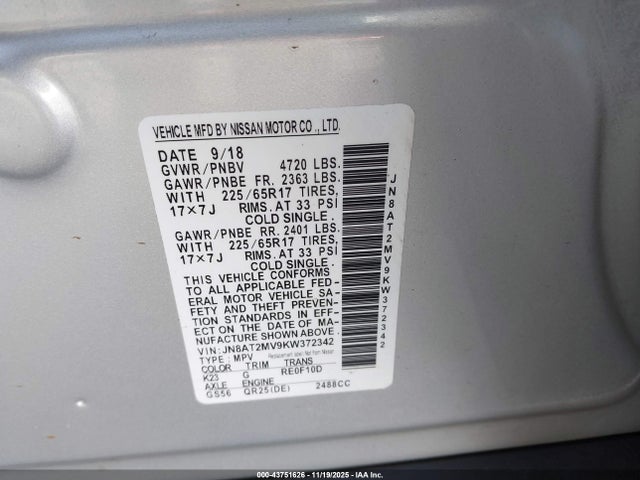 VEHICLE MFD BY NISSAN MOTOR CO., LTD.
DATE 9/18
GVWR/PNBV 4720 LBS.
GAWR/PNBE FR. 2363 LBS.
WITH 225/65R17 TIRES,
17×7J RIMS. AT 33 PSI
COLD SINGLE.
GAWR/PNBE RR. 2401 LBS.
WITH 225/65R17 TIRES,
17×7J RIMS. AT 33 PSI
COLD SINGLE.
THIS VEHICLE CONFORMS
TO ALL APPLICABLE FED-
ERAL MOTOR VEHICLE SA-
FETY AND THEFT PREVEN-
TION STANDARDS IN EFF-
ECT ON THE DATE OF MA-
NUFACTURE SHOWN ABOVE.
VIN: JN8AT2MV9KW372342
TYPE: MPV Replacement label: Not from Nissan
COLOR TRIM TRANS
K23 G RE0F10D
AXLE ENGINE
GS56 QR25(DE) 2488CC
JN8AT2MV9KW372342
000-43751626 - 11/19/2025 - IAA Inc.